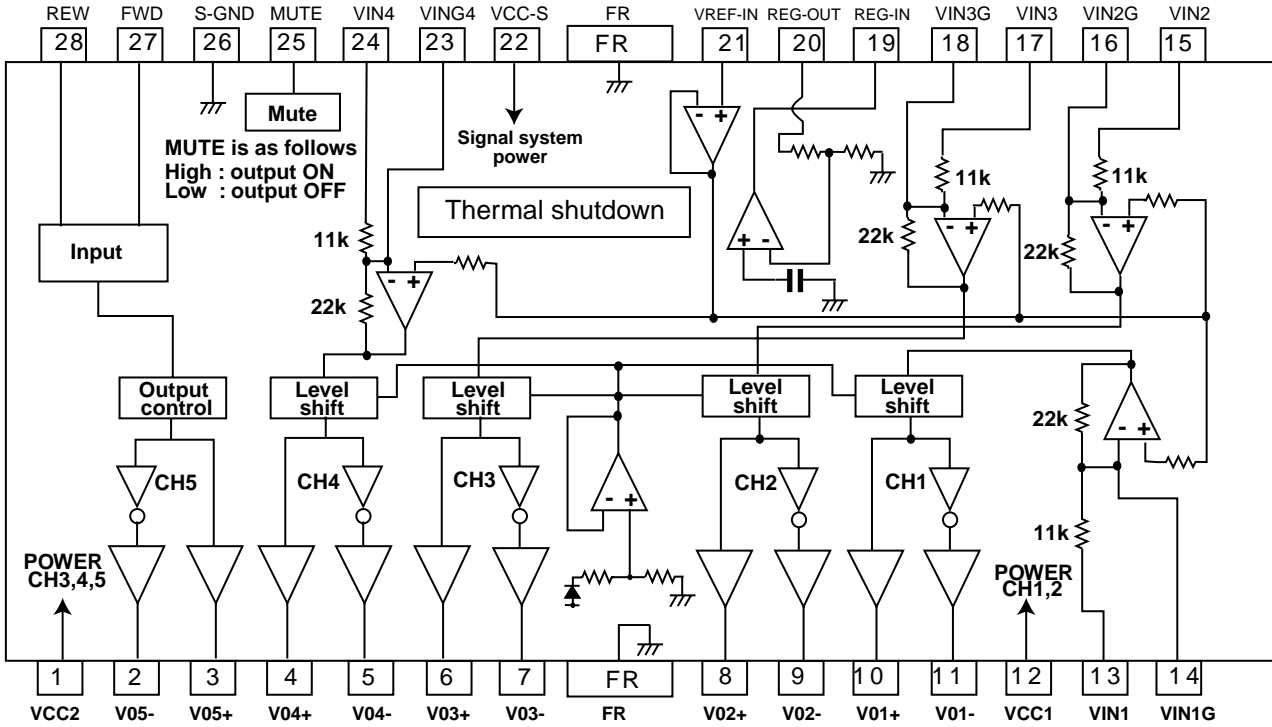 REW FWD S-GND MUTE VIN4 VING4 VCC-S FR VREF-IN REG-OUT REG-IN VIN3G VIN3 VIN2G VIN2
28 27 26 25 24 23 22 FR 21 20 19 18 17 16 15
Mute
MUTE is as follows
High : output ON
Low : output OFF
Signal system
power
Thermal shutdown
- +
11k
11k
- +
- +
22k
22k
Input
11k
- +
22k
+ -
Output
control
Level
shift
Level
shift
Level
shift
Level
shift
22k
- +
CH5
CH4
CH3
- +
CH2
CH1
11k
POWER
CH3,4,5
POWER
CH1,2
1 2 3 4 5 6 7 FR 8 9 10 11 12 13 14
VCC2 V05- V05+ V04+ V04- V03+ V03- FR V02+ V02- V01+ V01- VCC1 VIN1 VIN1G